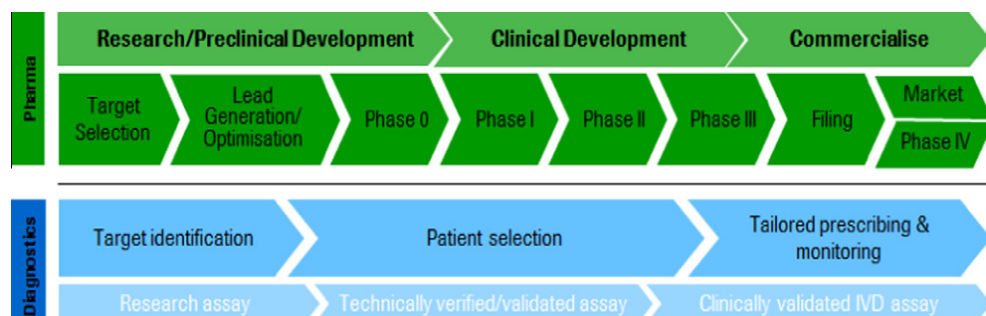 Pharma
Research/Preclinical Development
Clinical Development
Commercialise
Target
Selection
Lead
Generation/
Optimisation
Phase 0
Phase I
Phase II
Phase III
Filing
Market
Phase IV
Diagnostics
Target identification
Patient selection
Tailored prescribing &
monitoring
Research assay
Technically verified/validated assay
Clinically validated IVD assay